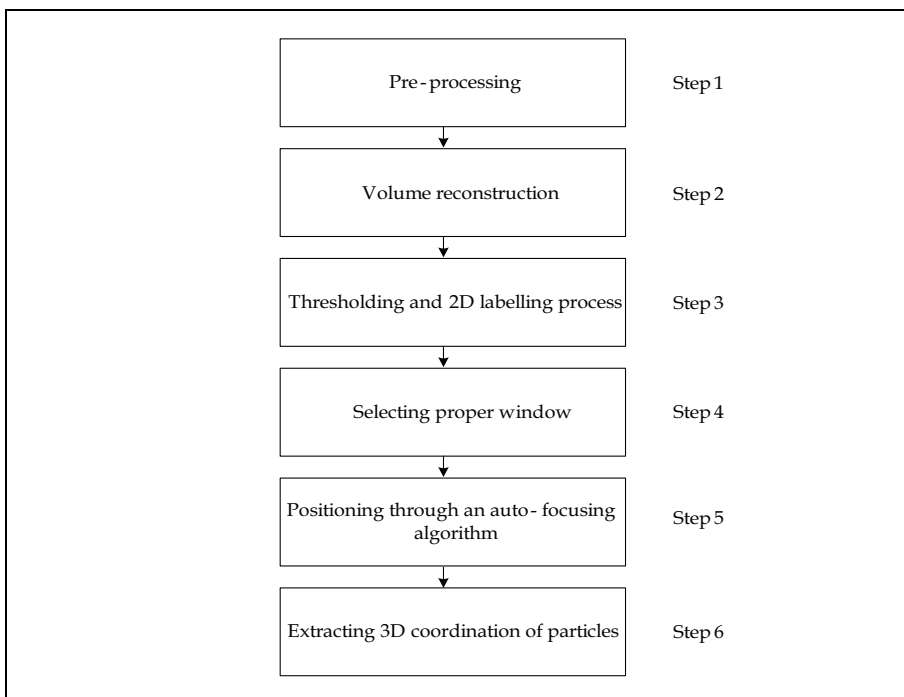 Pre-processing
Step 1
Volume reconstruction
Step 2
Thresholding and 2D labelling process
Step 3
Selecting proper window
Step 4
Positioning through an auto-focusing
algorithm
Step 5
Extracting 3D coordination of particles
Step 6